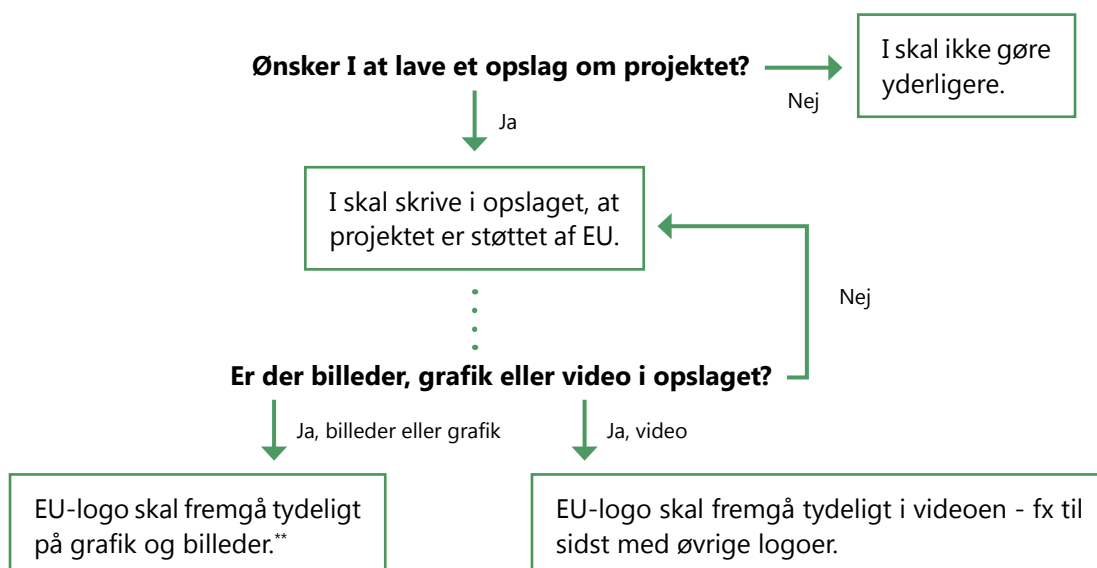 Ønsker I at lave et opslag om projektet?
I skal ikke gøre
yderligere.
Nej
Ja
I skal skrive i opslaget, at
projektet er støttet af EU.
Nej
Er der billeder, grafik eller video i opslaget?
Ja, billeder eller grafik
Ja, video
EU-logo skal fremgå tydeligt
på grafik og billeder.**
EU-logo skal fremgå tydeligt i videoen - fx til
sidst med øvrige logoer.